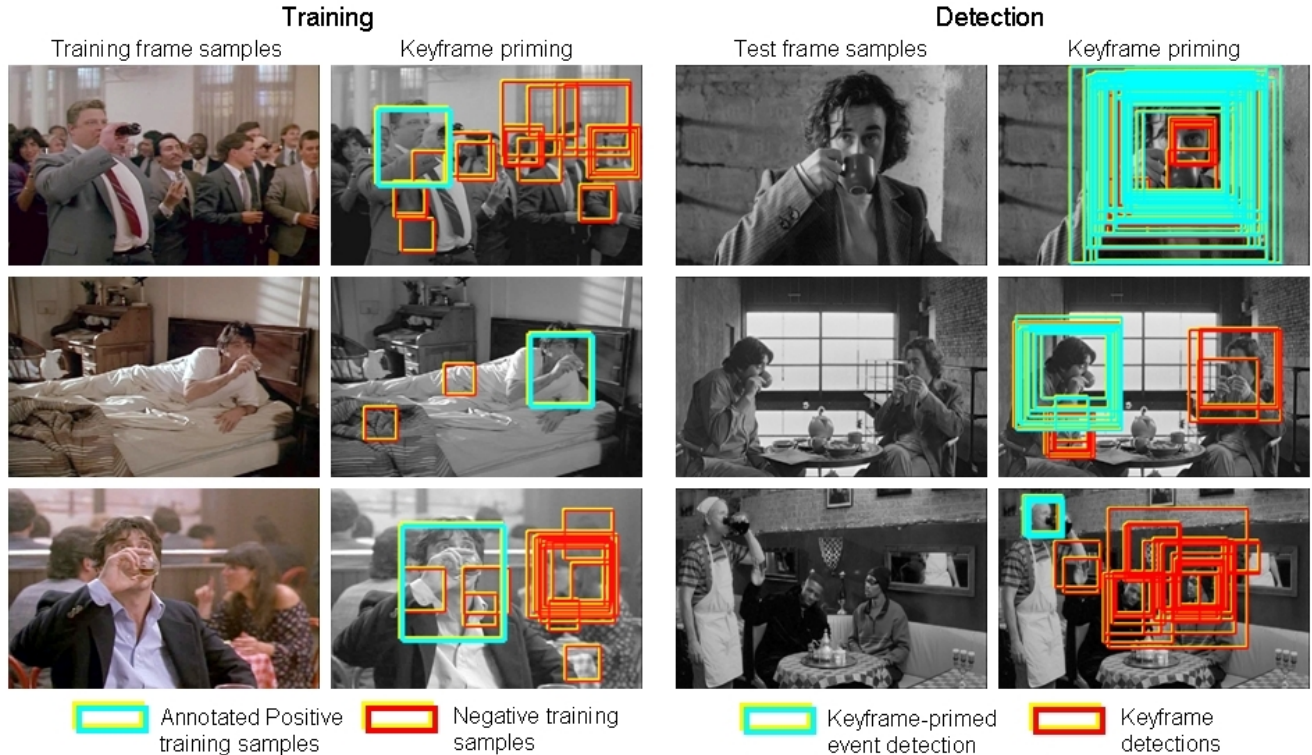 Training
Detection
Training frame samples
Keyframe priming
Test frame samples
Keyframe priming
Annotated Positive
training samples
Negative training
samples
Keyframe-primed
event detection
Keyframe
detections